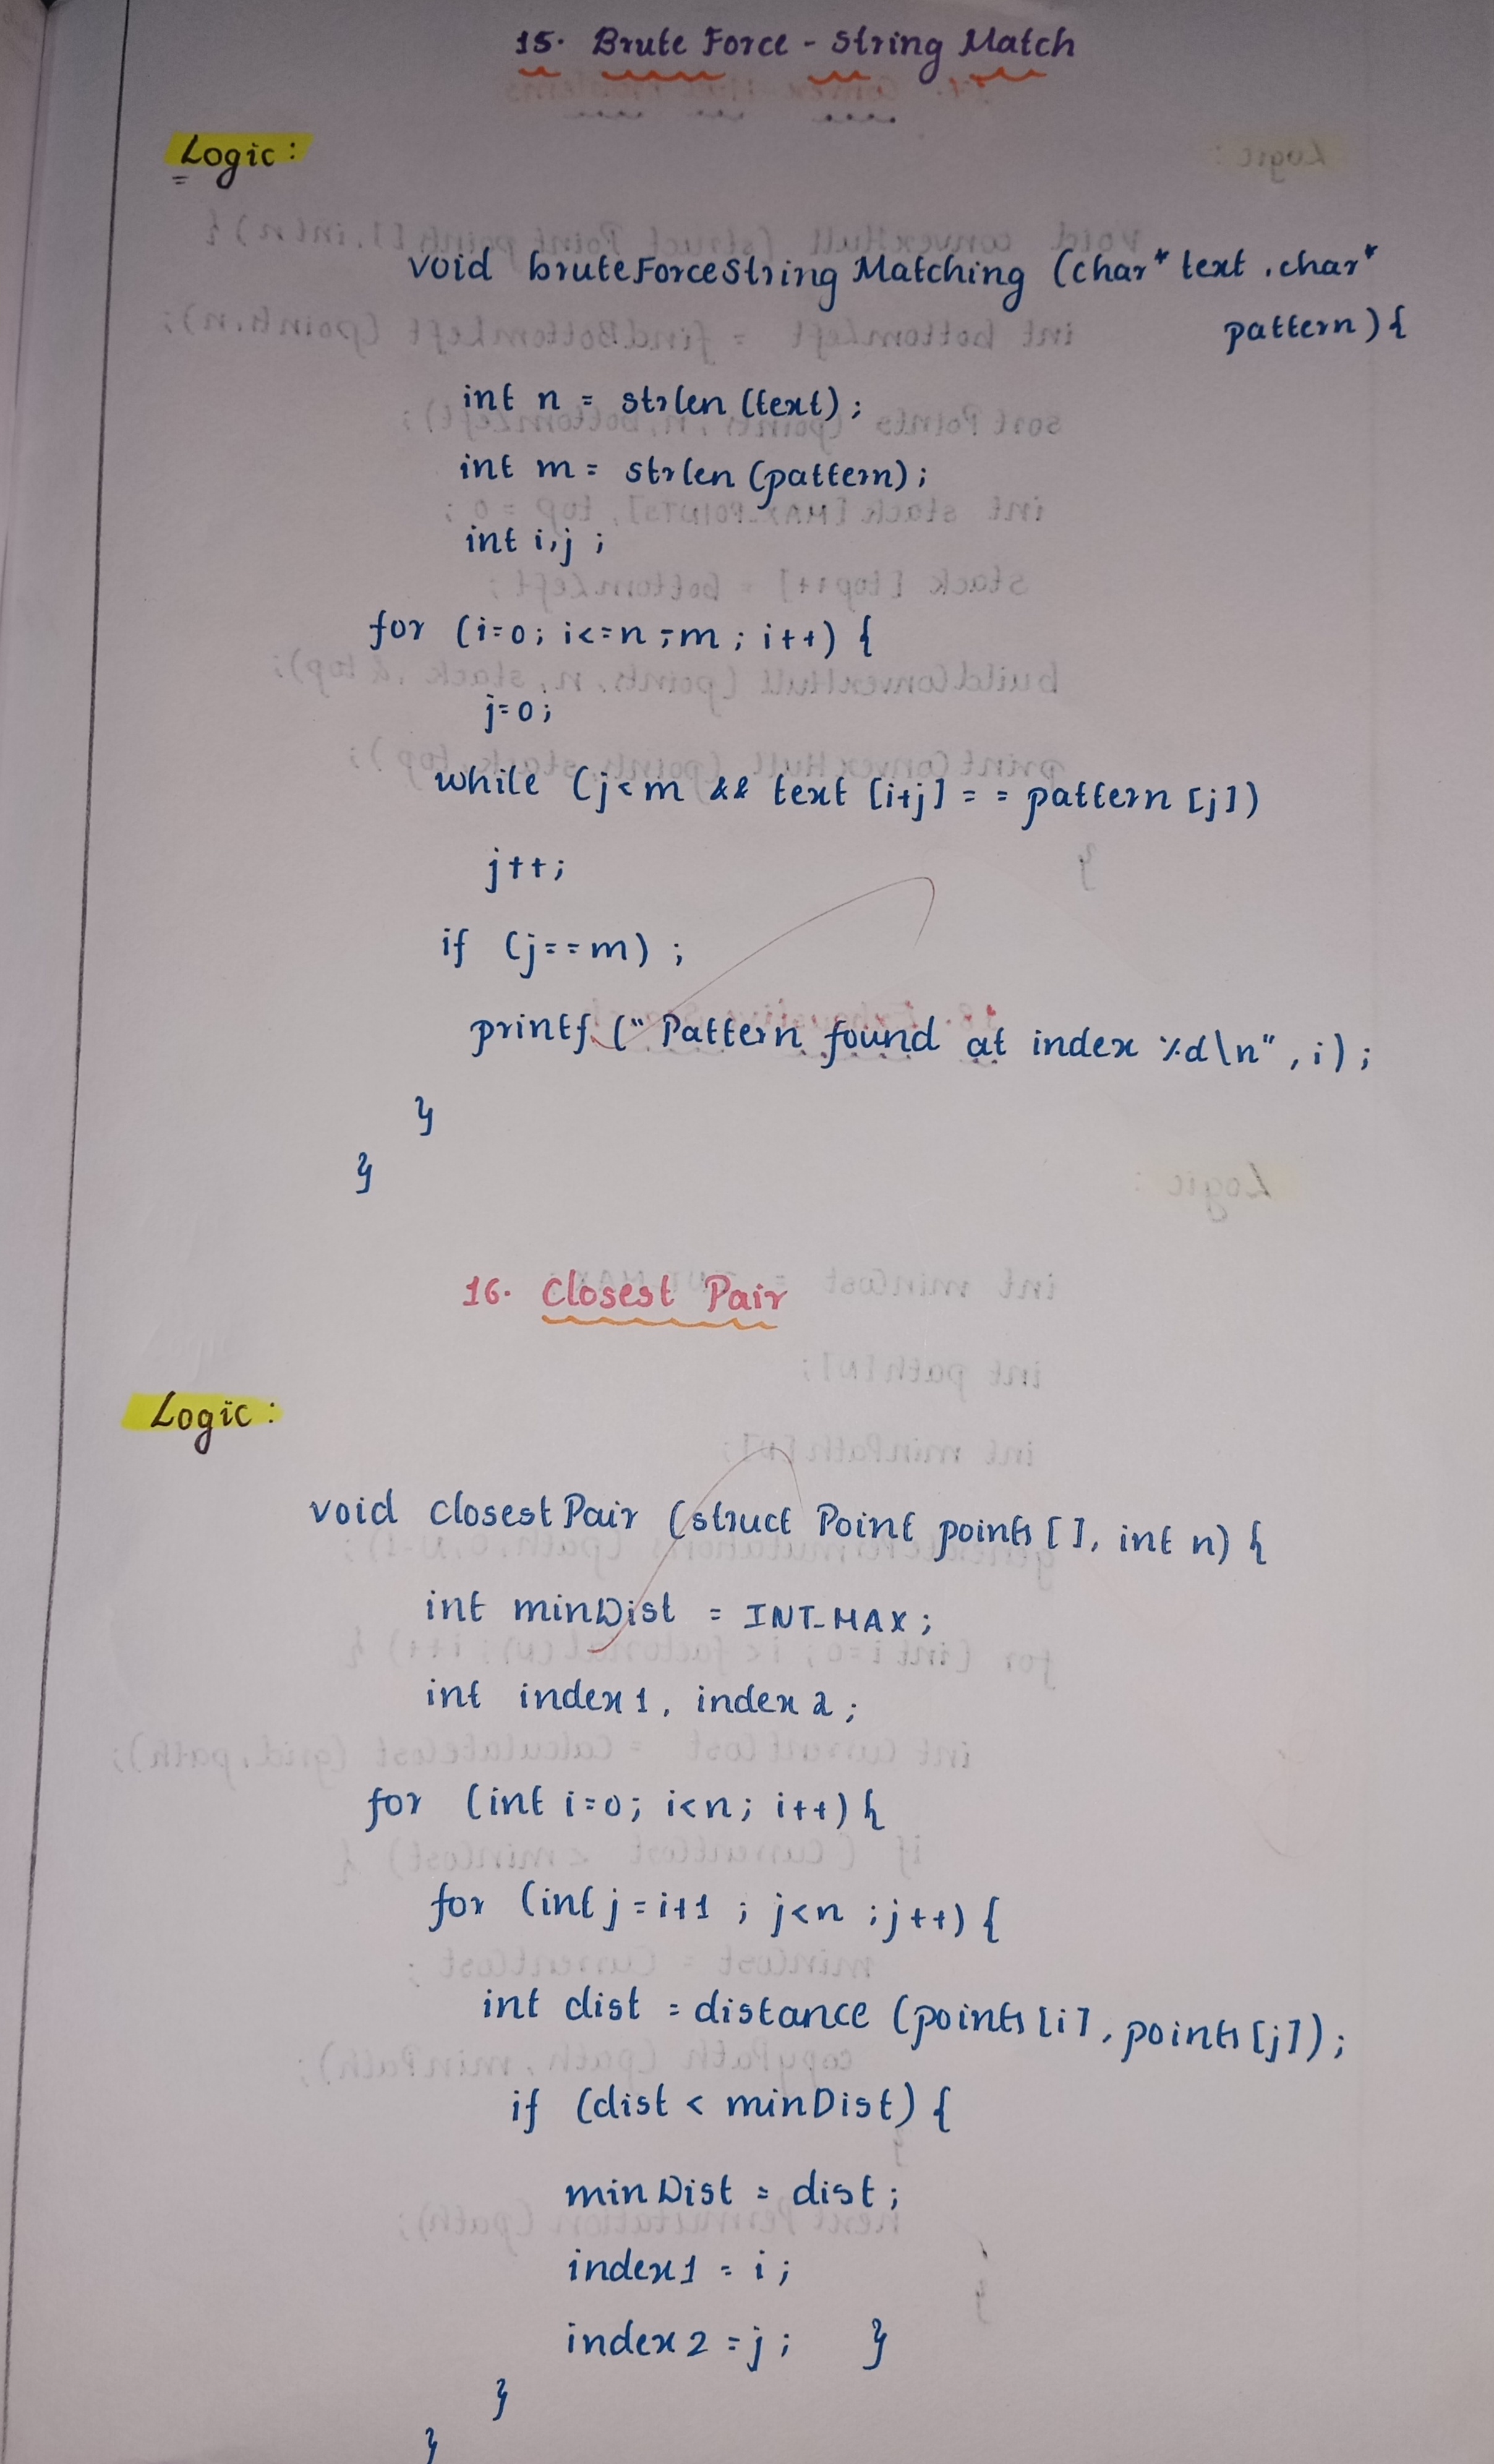 15. Brute Force - String Match
Logic:
void bruteForceString Matching (char* text, char*
pattern) {
int n = strlen (text);
int m = strlen (pattern);
int i,j ;
for (i=0; i<=n-m ; i++) {
j=0;
while (j<m && text [i+j] == pattern [j])
j++;
if (j==m) ;
printf ("Pattern found at index %d\n", i);
}
}
16. Closest Pair
Logic:
void closestPair (struct Point points [ ], int n) {
int minDist = INT_MAX;
int index1, index2;
for (int i=0; i<n; i++) {
for (int j=i+1 ; j<n ; j++) {
int dist = distance (points [i], points [j]);
if (dist < minDist) {
minDist = dist;
index1 = i;
index2 = j; }
}
}